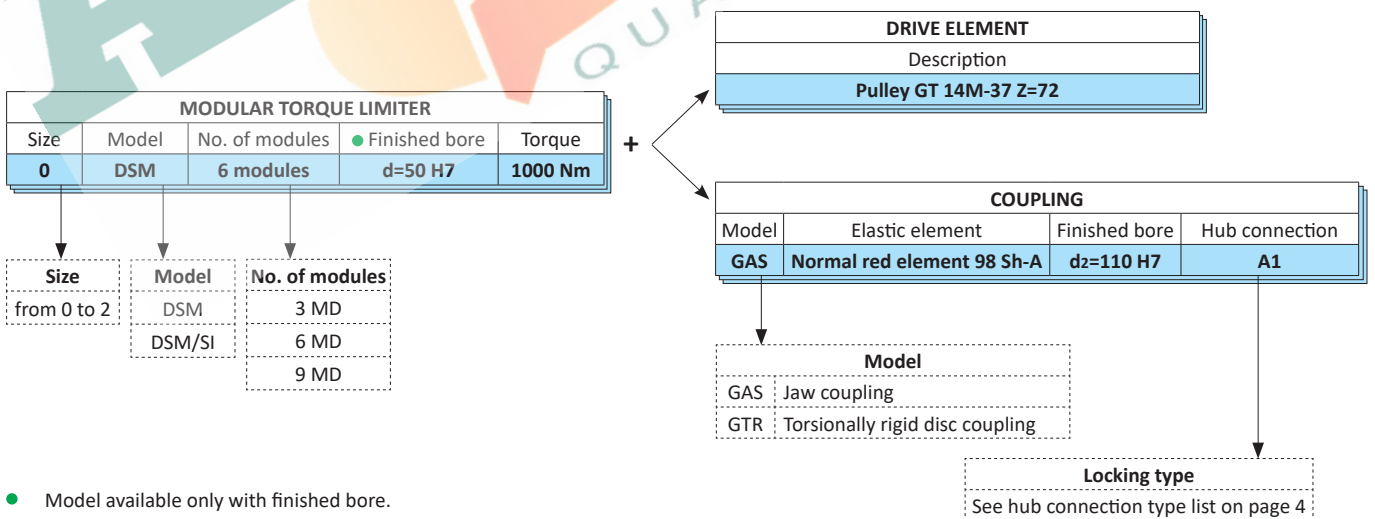 QUA
DRIVE ELEMENT
Description
Pulley GT 14M-37 Z=72
MODULAR TORQUE LIMITER
Size Model No. of modules ● Finished bore Torque
0 DSM 6 modules d=50 H7 1000 Nm
+
COUPLING
Model Elastic element Finished bore Hub connection
GAS Normal red element 98 Sh-A d2=110 H7 A1
Size
from 0 to 2
Model
DSM
DSM/SI
No. of modules
3 MD
6 MD
9 MD
Model
GAS Jaw coupling
GTR Torsionally rigid disc coupling
Locking type
See hub connection type list on page 4
● Model available only with finished bore.